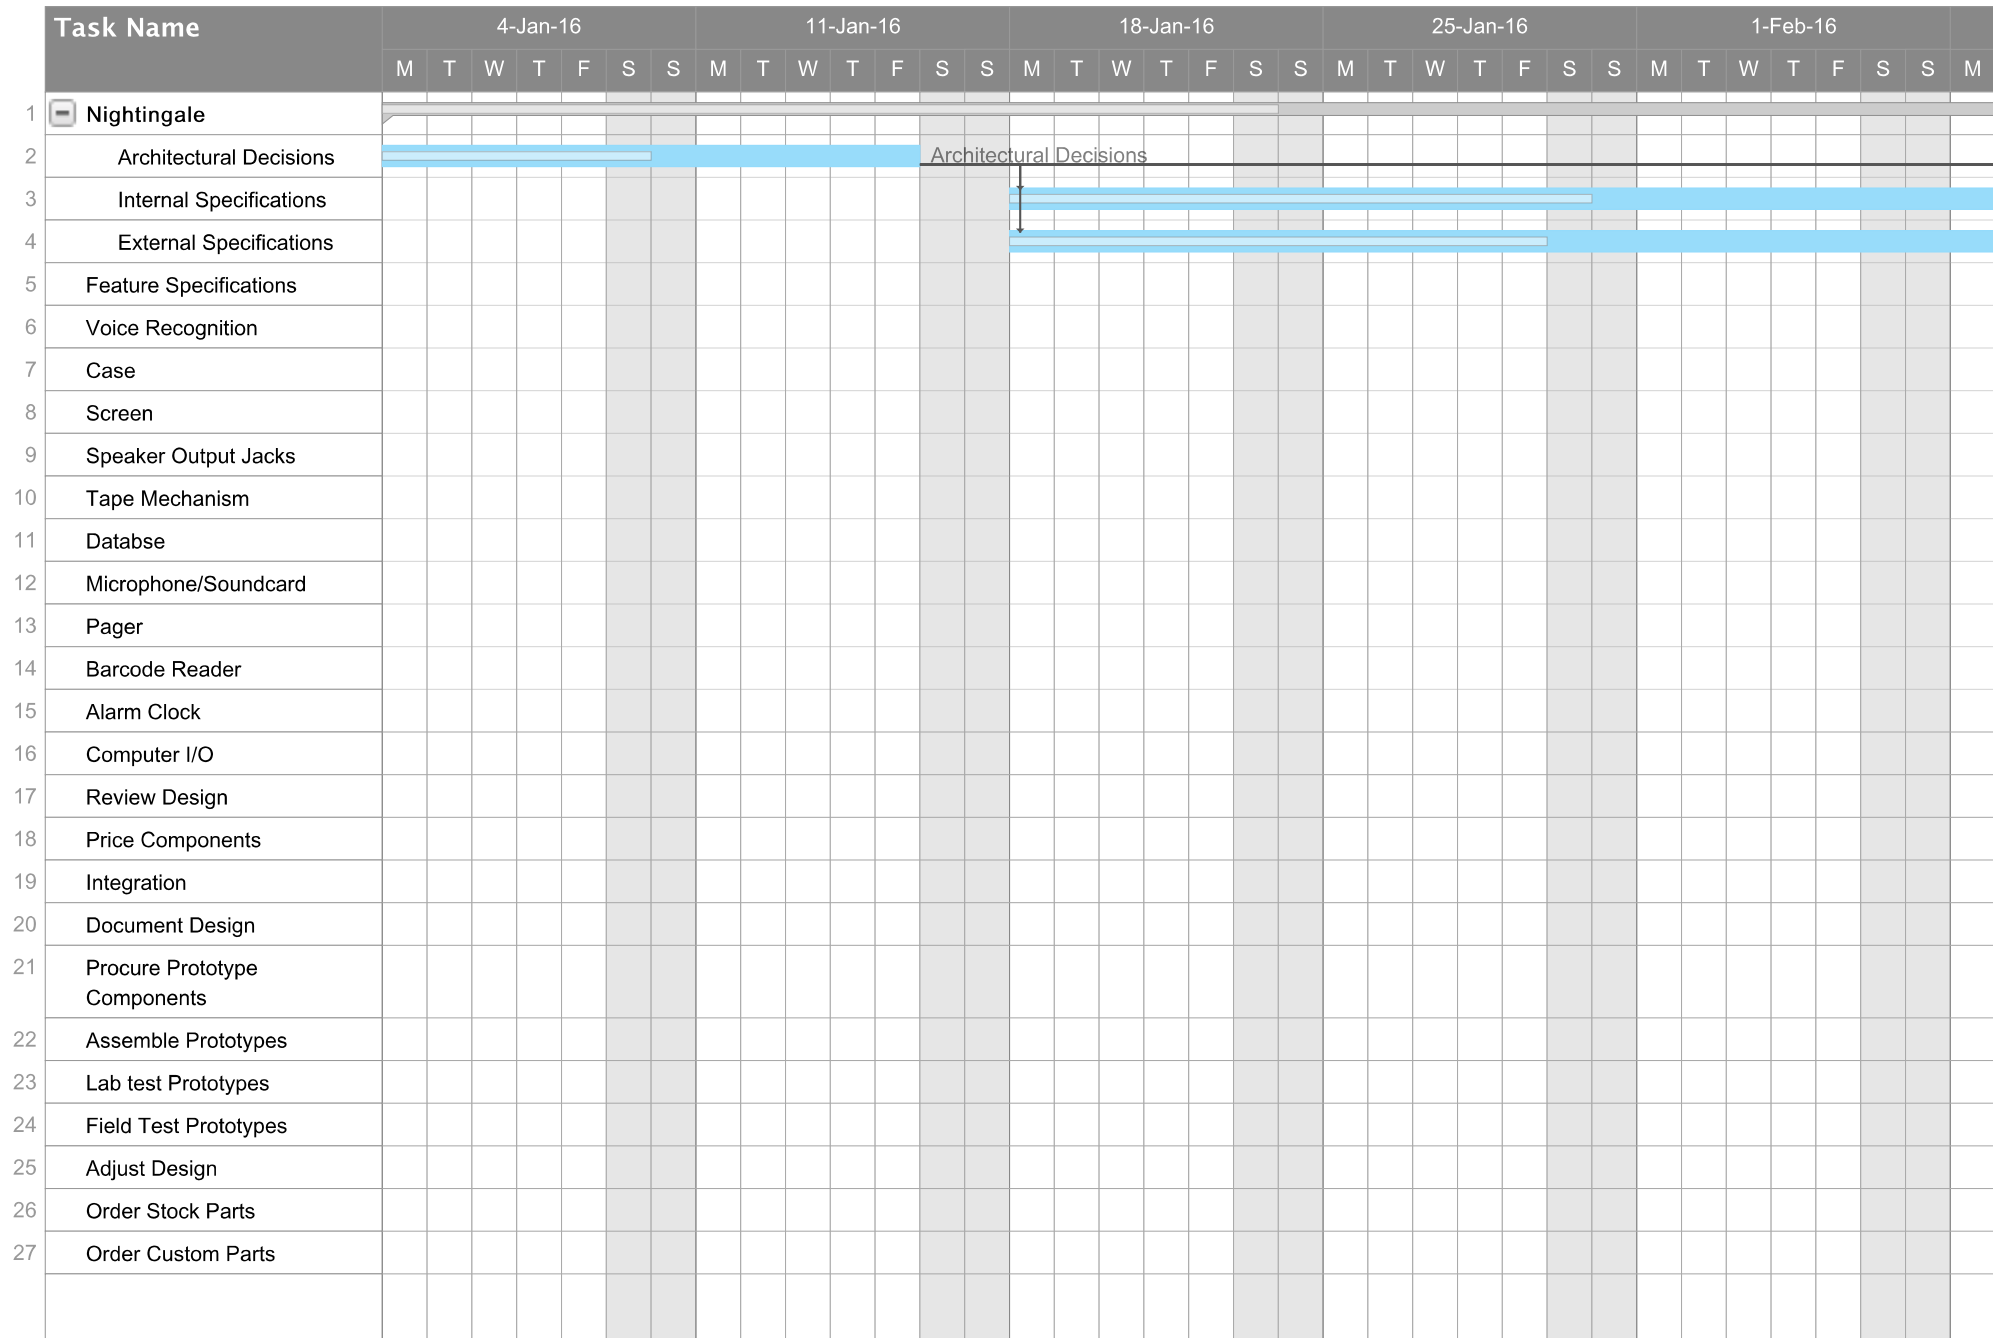 Task Name
4-Jan-16 11-Jan-16 18-Jan-16 25-Jan-16 1-Feb-16
M T W T F S S M T W T F S S M T W T F S S M T W T F S S M T W T F S S M
1 Nightingale
2 Architectural Decisions Architectural Decisions
3 Internal Specifications
4 External Specifications
5 Feature Specifications
6 Voice Recognition
7 Case
8 Screen
9 Speaker Output Jacks
10 Tape Mechanism
11 Databse
12 Microphone/Soundcard
13 Pager
14 Barcode Reader
15 Alarm Clock
16 Computer I/O
17 Review Design
18 Price Components
19 Integration
20 Document Design
21 Procure Prototype
Components
22 Assemble Prototypes
23 Lab test Prototypes
24 Field Test Prototypes
25 Adjust Design
26 Order Stock Parts
27 Order Custom Parts